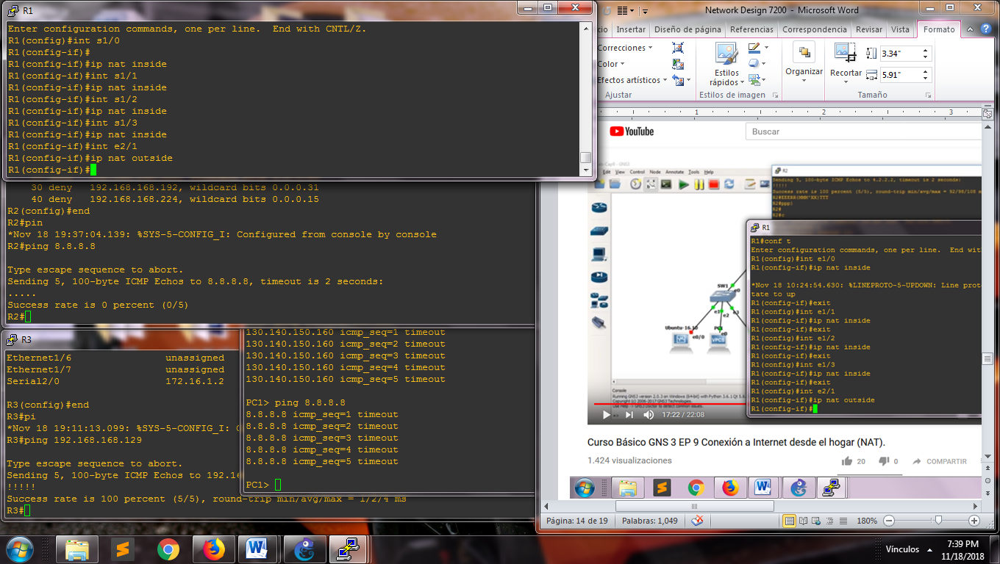 R1
Enter configuration commands, one per line.  End with CNTL/Z.
R1(config)#int s1/0
R1(config-if)#
R1(config-if)#ip nat inside
R1(config-if)#int s1/1
R1(config-if)#ip nat inside
R1(config-if)#int s1/2
R1(config-if)#ip nat inside
R1(config-if)#int s1/3
R1(config-if)#ip nat inside
R1(config-if)#int e2/1
R1(config-if)#ip nat outside
R1(config-if)#
30 deny   192.168.168.192, wildcard bits 0.0.0.31
40 deny   192.168.168.224, wildcard bits 0.0.0.15
R2(config)#end
R2#pin
*Nov 18 19:37:04.139: %SYS-5-CONFIG_I: Configured from console by console
R2#ping 8.8.8.8
Type escape sequence to abort.
Sending 5, 100-byte ICMP Echos to 8.8.8.8, timeout is 2 seconds:
.....
Success rate is 0 percent (0/5)
R2#
R3
Ethernet1/6 unassigned
Ethernet1/7 unassigned
Serial2/0 172.16.1.2
R3(config)#end
R3#pi
*Nov 18 19:11:13.099: %SYS-5-CONFIG_I:
R3#ping 192.168.168.129
Type escape sequence to abort.
Sending 5, 100-byte ICMP Echos to 192.16
!!!!!
Success rate is 100 percent (5/5), round-trip min/avg/max = 1/2/4 ms
R3#
130.140.150.160 icmp_seq=1 timeout
130.140.150.160 icmp_seq=2 timeout
130.140.150.160 icmp_seq=3 timeout
130.140.150.160 icmp_seq=4 timeout
130.140.150.160 icmp_seq=5 timeout
PC1> ping 8.8.8.8
8.8.8.8 icmp_seq=1 timeout
8.8.8.8 icmp_seq=2 timeout
8.8.8.8 icmp_seq=3 timeout
8.8.8.8 icmp_seq=4 timeout
8.8.8.8 icmp_seq=5 timeout
PC1>
Network Design 7200 - Microsoft Word
cio Insertar Diseño de página Referencias Correspondencia Revisar Vista Formato
Correcciones
Color
Efectos artísticos
Ajustar
Estilos rápidos
Estilos de imagen
Organizar
Recortar
3.34"
5.91"
Tamaño
1 2 3
YouTube
Buscar
Edit View Control Node Annotate Tools Help
R2
Sending 5, 100-byte ICMP Echos to 4.2.2.2, timeout is 2 seconds:
!!!!!
Success rate is 100 percent (5/5), round-trip min/avg/max = 92/98/108 m
R2#
R1
R1#conf t
Enter configuration commands, one per line.  End with
R1(config)#int e1/0
R1(config-if)#ip nat inside
*Nov 18 10:24:54.630: %LINEPROTO-5-UPDOWN: Line prot
tate to up
R1(config-if)#exit
R1(config)#int e1/1
R1(config-if)#ip nat inside
R1(config-if)#exit
R1(config)#int e1/2
R1(config-if)#ip nat inside
R1(config-if)#exit
R1(config)#int e1/3
R1(config-if)#ip nat inside
R1(config-if)#exit
R1(config)#int e2/1
R1(config-if)#ip nat outside
R1(config-if)#
SW1
e0
e1
e2
e3
Ubuntu-16.10
e0/0
e0
VPCS
Console
17:22 / 22:08
Curso Básico GNS 3 EP 9 Conexión a Internet desde el hogar (NAT).
1.424 visualizaciones
20
0
COMPARTIR
Página: 14 de 19
Palabras: 1,049
180%
Vínculos
7:39 PM
11/18/2018